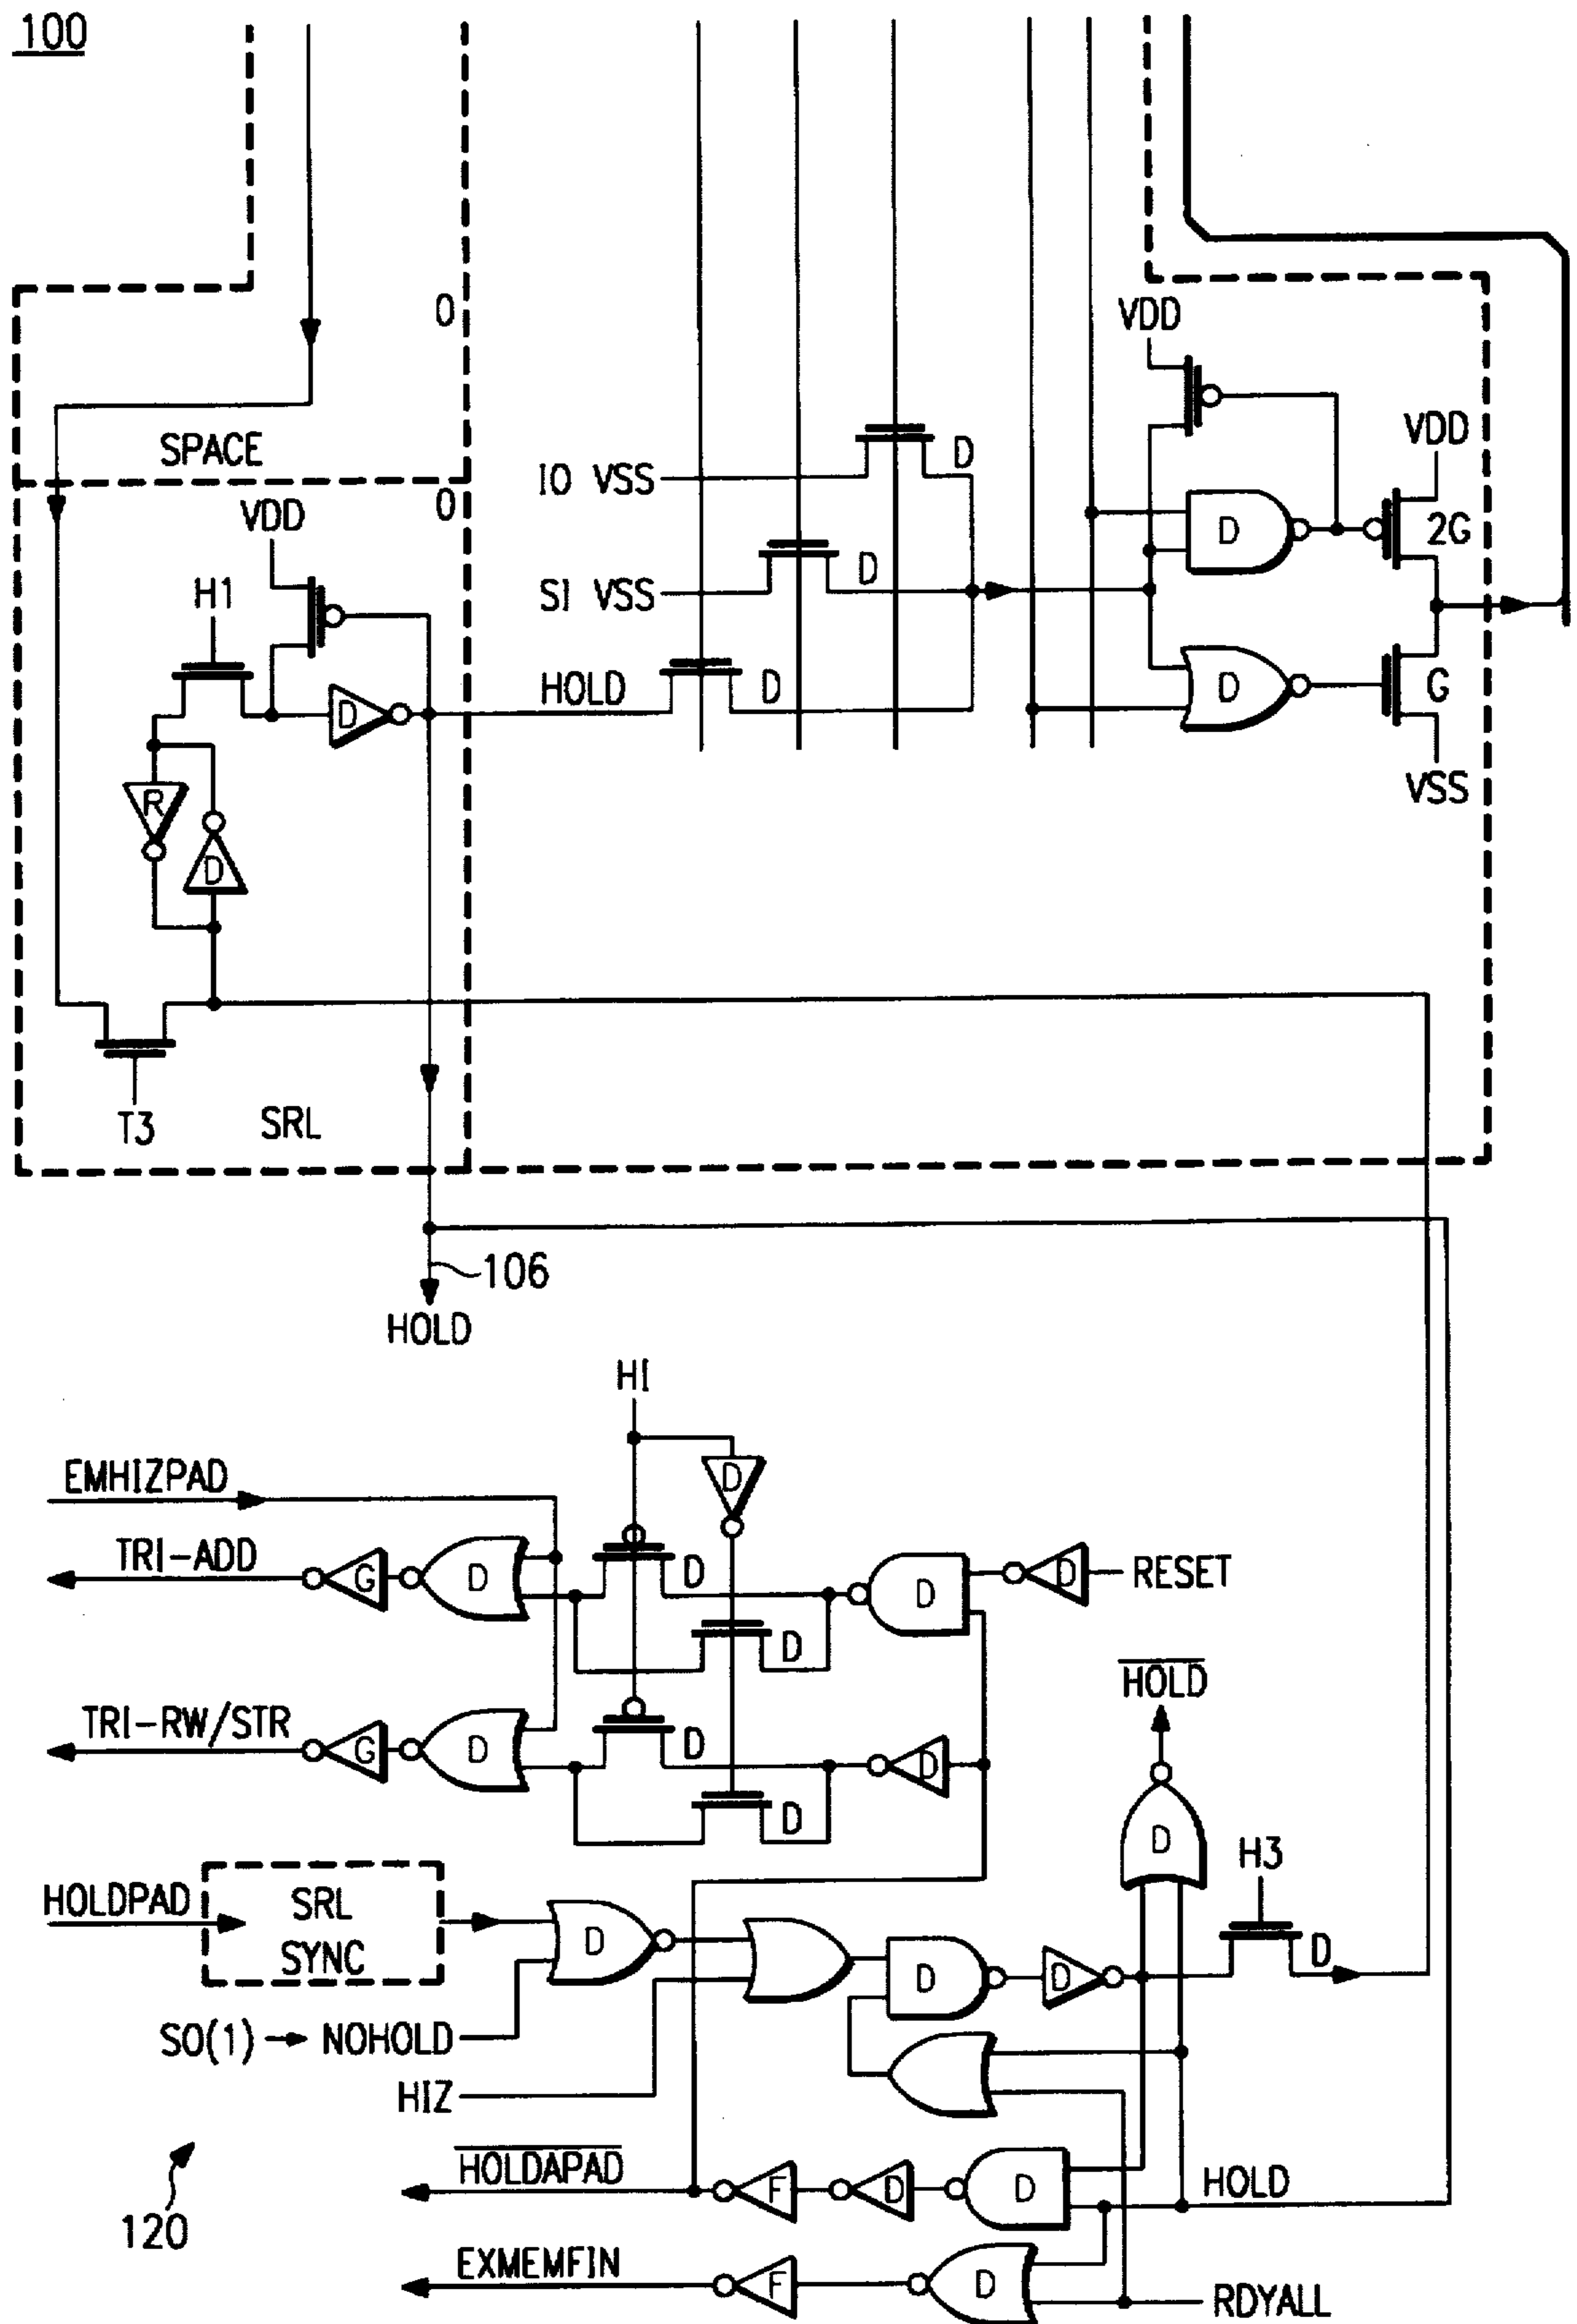 100
0
SPACE
0
VDD
H1
D
R
D
T3
SRL
IO VSS
D
SI VSS
D
HOLD
D
VDD
D
VDD
2G
D
G
VSS
106
HOLD
HI
D
EMHIZPAD
TRI-ADD
G
D
D
D
D
D
RESET
TRI-RW/STR
G
D
D
D
D
HOLD
D
H3
D
HOLDPAD
SRL
SYNC
D
D
D
SO(1) → NOHOLD
HIZ
HOLDAPAD
F
D
D
HOLD
120
EXMEMFIN
F
D
RDYALL